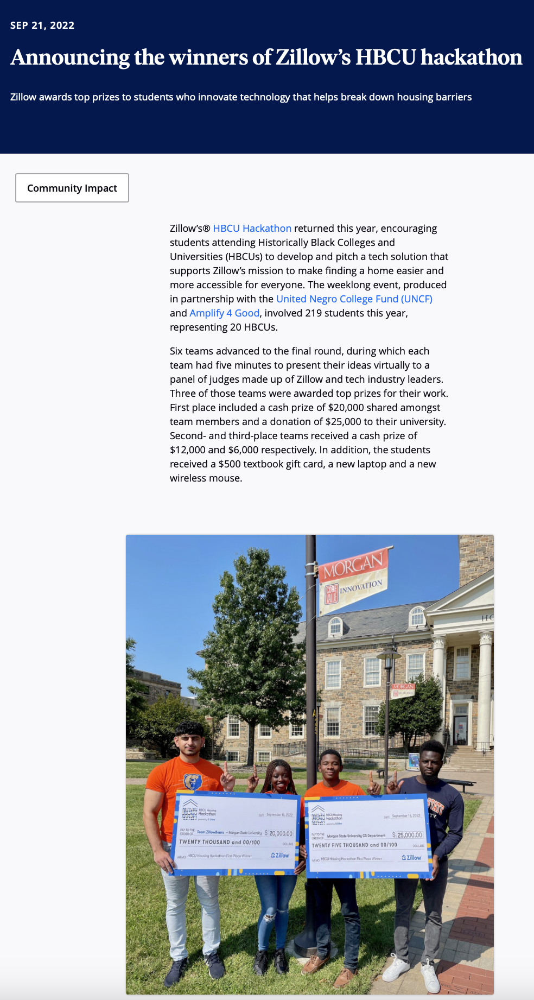 SEP 21, 2022
Announcing the winners of Zillow’s HBCU hackathon
Zillow awards top prizes to students who innovate technology that helps break down housing barriers
Community Impact
Zillow’s® HBCU Hackathon returned this year, encouraging
students attending Historically Black Colleges and
Universities (HBCUs) to develop and pitch a tech solution that
supports Zillow’s mission to make finding a home easier and
more accessible for everyone. The weeklong event, produced
in partnership with the United Negro College Fund (UNCF)
and Amplify 4 Good, involved 219 students this year,
representing 20 HBCUs.
Six teams advanced to the final round, during which each
team had five minutes to present their ideas virtually to a
panel of judges made up of Zillow and tech industry leaders.
Three of those teams were awarded top prizes for their work.
First place included a cash prize of $20,000 shared amongst
team members and a donation of $25,000 to their university.
Second- and third-place teams received a cash prize of
$12,000 and $6,000 respectively. In addition, the students
received a $500 textbook gift card, a new laptop and a new
wireless mouse.
MORGAN
CORE
VALUE
INNOVATION
HO
MORGAN
STATE
HBCU Housing
Hackathon
powered by Zillow
DATE September 16, 2022
PAY TO THE
ORDER OF Team ZillowBears – Morgan State University $ 20,000.00
TWENTY THOUSAND and 00/100 DOLLARS
MEMO HBCU Housing Hackathon First Place Winner Zillow
HBCU Housing
Hackathon
powered by Zillow
DATE September 16, 2022
PAY TO THE
ORDER OF Morgan State University CS Department $ 25,000.00
TWENTY FIVE THOUSAND and 00/100 DOLLARS
MEMO HBCU Housing Hackathon First Place Winner Zillow